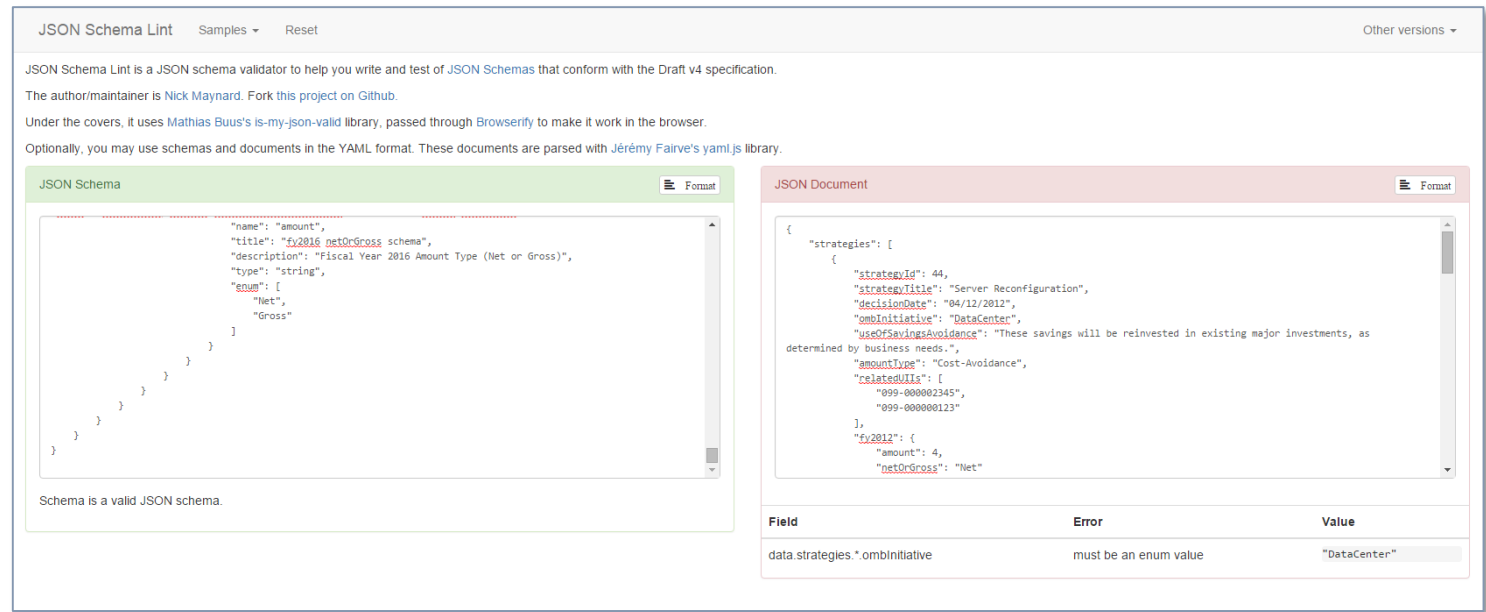 JSON Schema Lint Samples Reset Other versions
JSON Schema Lint is a JSON schema validator to help you write and test of JSON Schemas that conform with the Draft v4 specification.
The author/maintainer is Nick Maynard. Fork this project on Github.
Under the covers, it uses Mathias Buus's is-my-json-valid library, passed through Browserify to make it work in the browser.
Optionally, you may use schemas and documents in the YAML format. These documents are parsed with Jérémy Fairve's yaml.js library.
JSON Schema Format
"name": "amount",
"title": "fy2016 netOrGross schema",
"description": "Fiscal Year 2016 Amount Type (Net or Gross)",
"type": "string",
"enum": [
"Net",
"Gross"
]
}
}
}
}
}
}
}
}
Schema is a valid JSON schema.
JSON Document Format
{
"strategies": [
{
"strategyId": 44,
"strategyTitle": "Server Reconfiguration",
"decisionDate": "04/12/2012",
"ombInitiative": "DataCenter",
"useOfSavingsAvoidance": "These savings will be reinvested in existing major investments, as
determined by business needs.",
"amountType": "Cost-Avoidance",
"relatedUIIs": [
"099-000002345",
"099-000000123"
],
"fy2012": {
"amount": 4,
"netOrGross": "Net"
Field Error Value
data.strategies.*.ombInitiative must be an enum value "DataCenter"